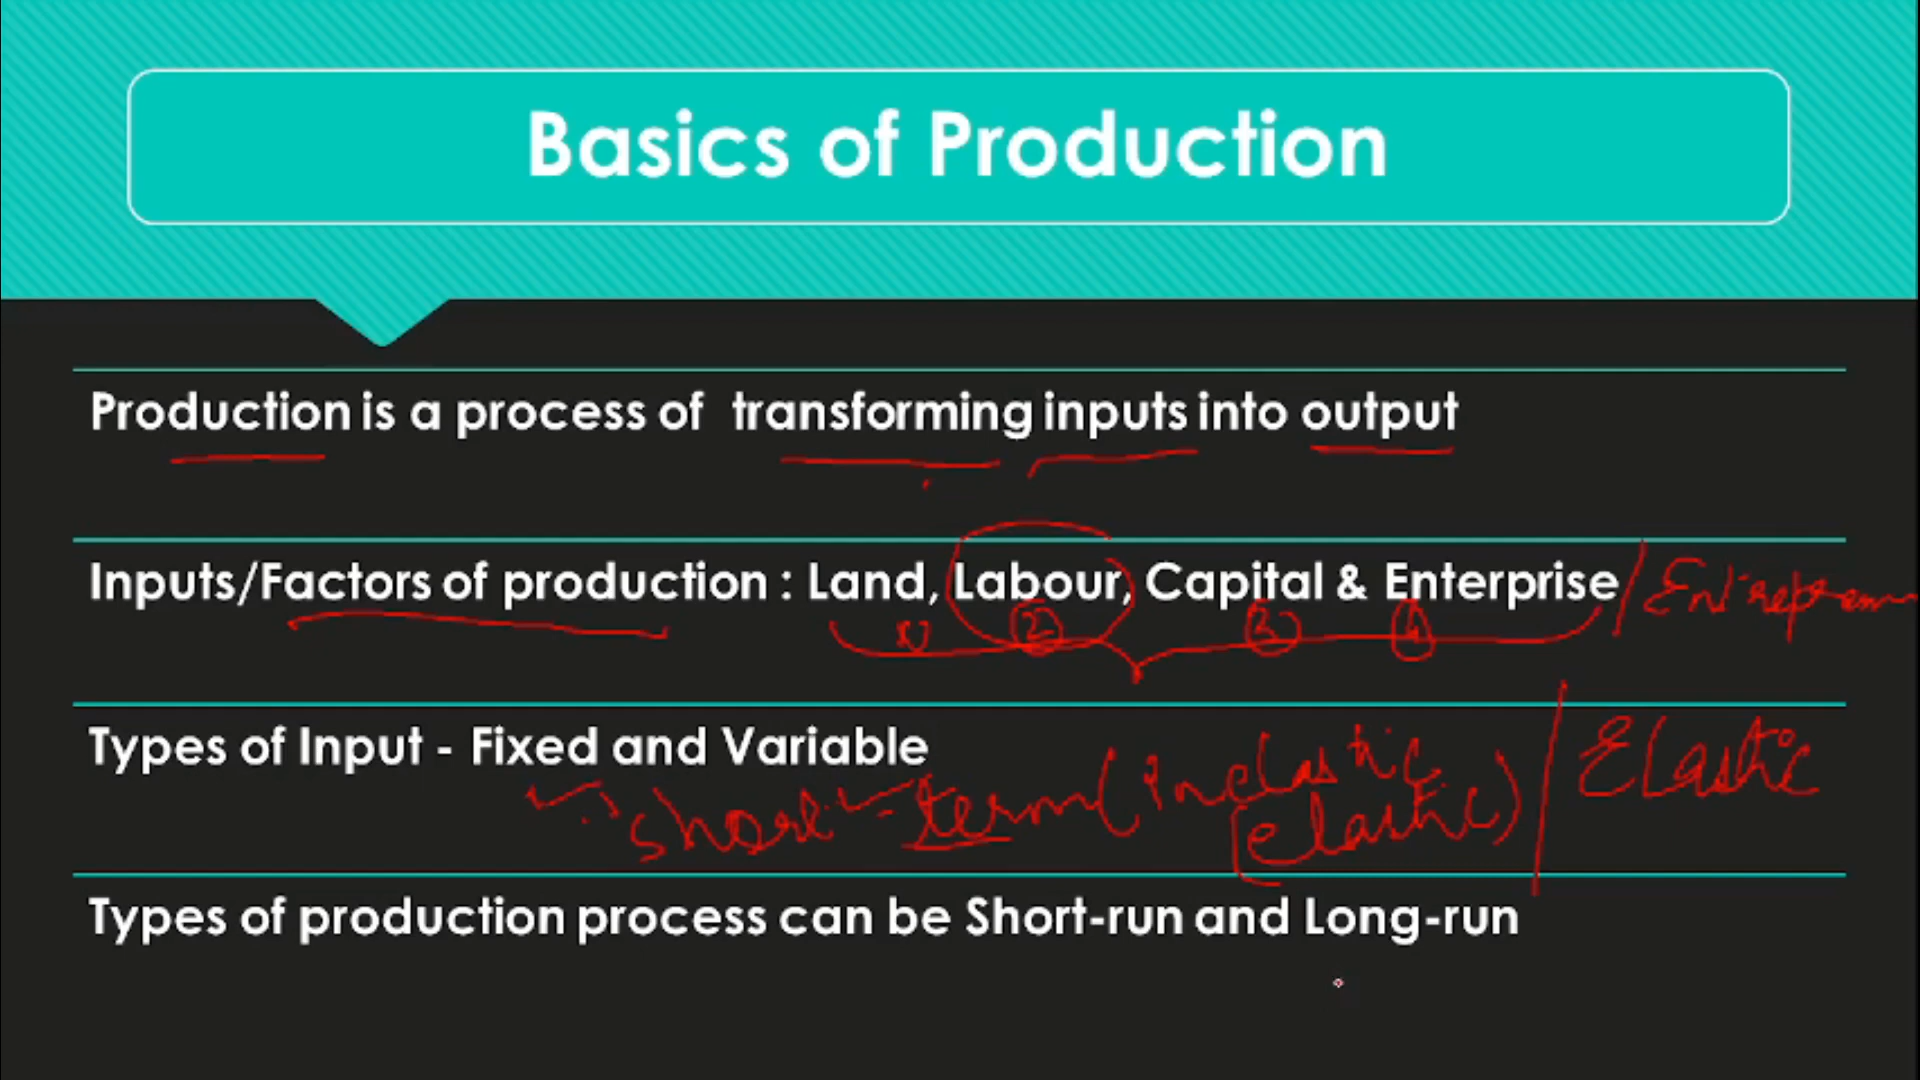 Basics of Production
Production is a process of transforming inputs into output
Inputs/Factors of production : Land, Labour, Capital & Enterprise /
2 3 4
Types of Input - Fixed and Variable
short-term (inelastic / Elastic
(elastic)
Types of production process can be Short-run and Long-run